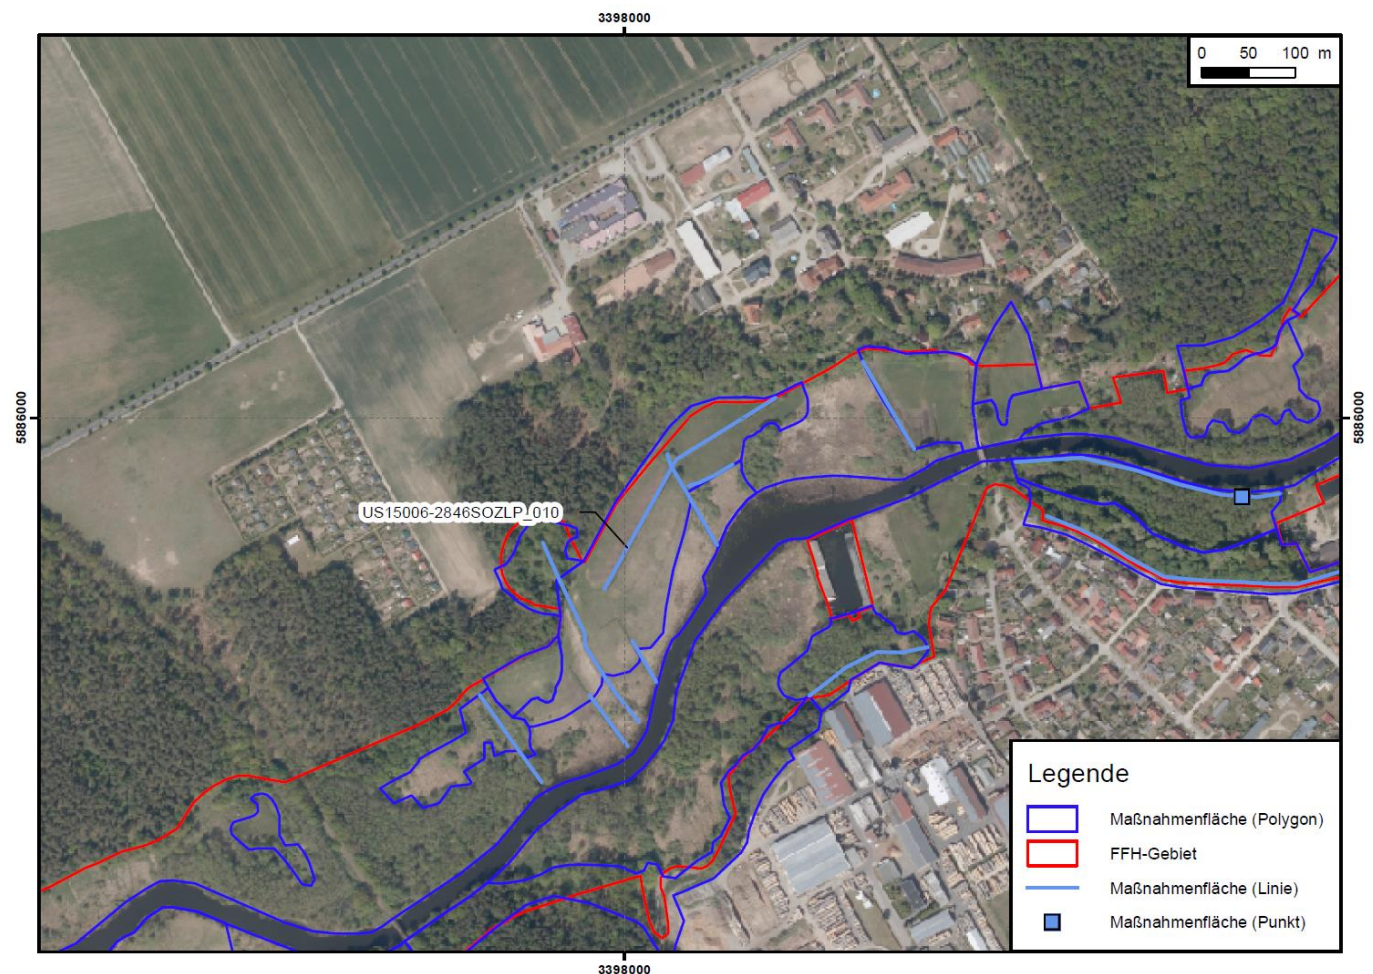 3398000
0 50 100 m
5886000
5886000
US15006-2846SOZLP_010
Legende
Maßnahmenfläche (Polygon)
FFH-Gebiet
Maßnahmenfläche (Linie)
Maßnahmenfläche (Punkt)
3398000